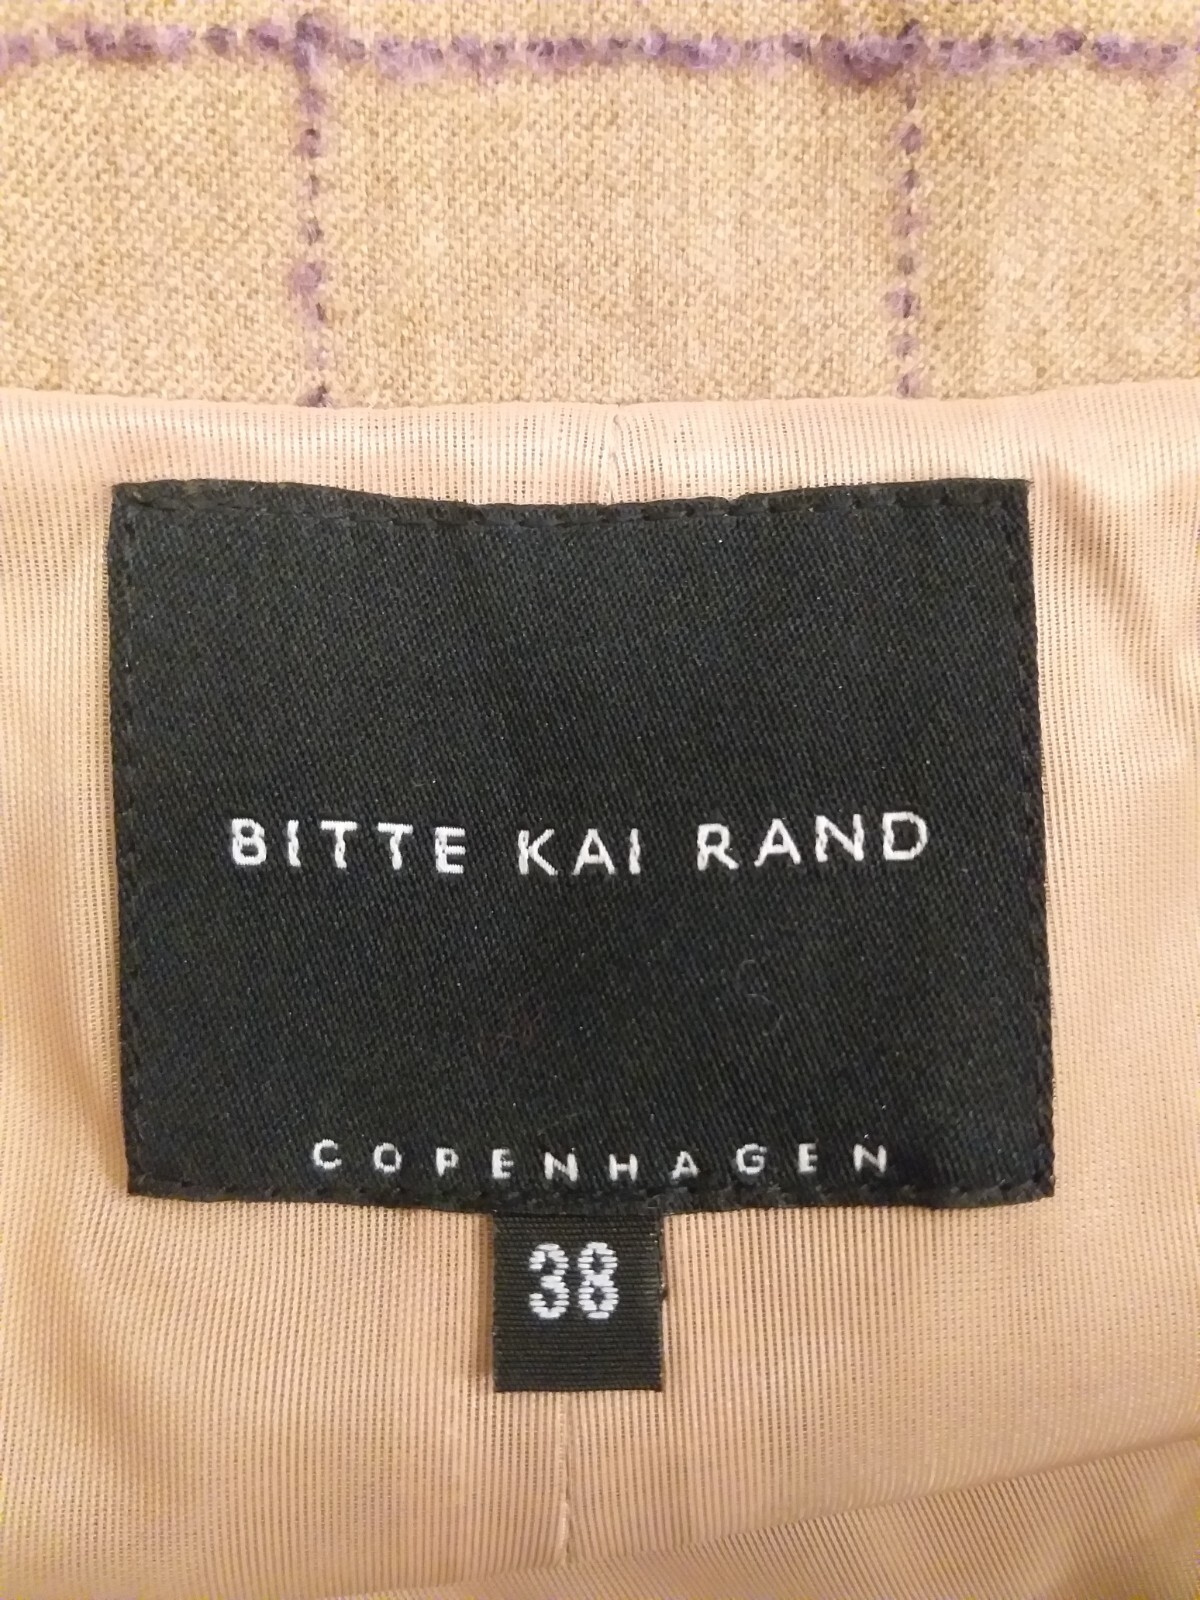 BITTE KAI RAND
COPENHAGEN
38